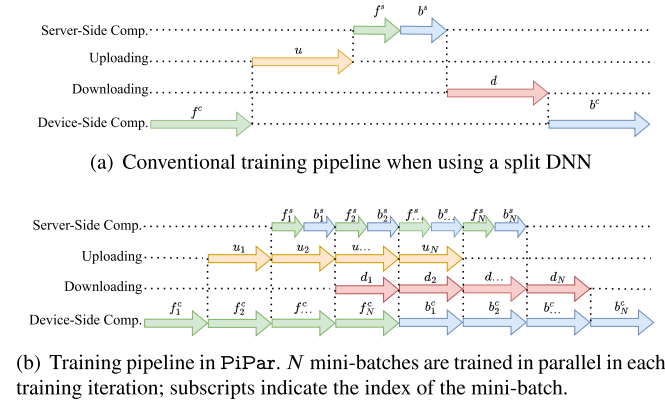 Server-Side Comp. f^s b^s
Uploading u
Downloading d
Device-Side Comp. f^c b^c
(a) Conventional training pipeline when using a split DNN
Server-Side Comp. f_1^s b_1^s f_2^s b_2^s f_{...}^s b_{...}^s f_N^s b_N^s
Uploading u_1 u_2 u_{...} u_N
Downloading d_1 d_2 d_{...} d_N
Device-Side Comp. f_1^c f_2^c f_{...}^c f_N^c b_1^c b_2^c b_{...}^c b_N^c
(b) Training pipeline in PiPar. N mini-batches are trained in parallel in each
training iteration; subscripts indicate the index of the mini-batch.